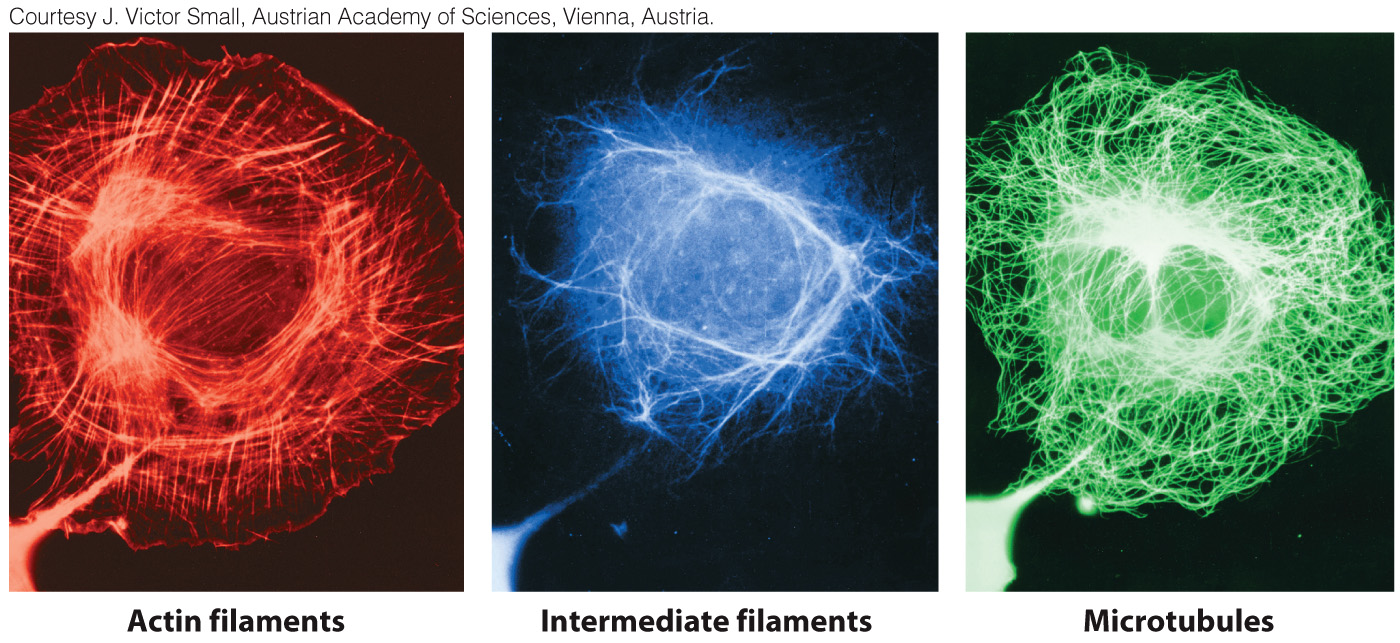 Courtesy J. Victor Small, Austrian Academy of Sciences, Vienna, Austria.
Actin filaments
Intermediate filaments
Microtubules